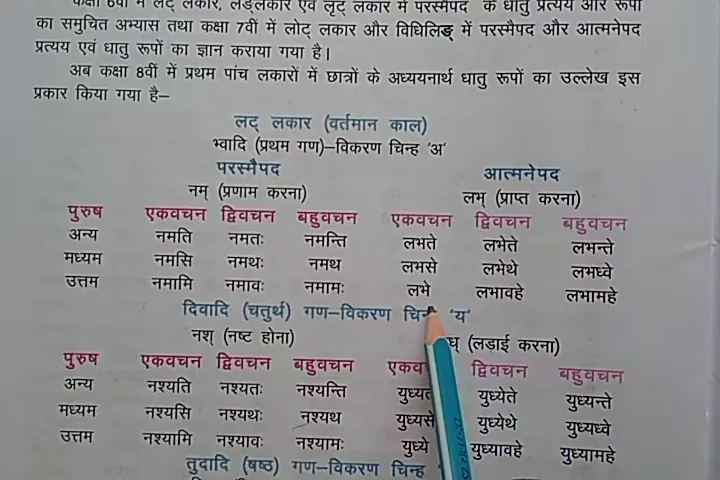 कक्षा 6वीं में लट् लकार, लङ्लकार एवं लृट् लकार में परस्मैपद के धातु प्रत्यय और रूपों
का समुचित अभ्यास तथा कक्षा 7वीं में लोट् लकार और विधिलिङ् में परस्मैपद और आत्मनेपद
प्रत्यय एवं धातु रूपों का ज्ञान कराया गया है।
अब कक्षा 8वीं में प्रथम पांच लकारों में छात्रों के अध्ययनार्थ धातु रूपों का उल्लेख इस
प्रकार किया गया है–
लट् लकार (वर्तमान काल)
भ्वादि (प्रथम गण)–विकरण चिन्ह 'अ'
परस्मैपद आत्मनेपद
नम् (प्रणाम करना) लभ् (प्राप्त करना)
पुरुष एकवचन द्विवचन बहुवचन एकवचन द्विवचन बहुवचन
अन्य नमति नमतः नमन्ति लभते लभेते लभन्ते
मध्यम नमसि नमथः नमथ लभसे लभेथे लभध्वे
उत्तम नमामि नमावः नमामः लभे लभावहे लभामहे
दिवादि (चतुर्थ) गण–विकरण चिन्ह 'य'
नश् (नष्ट होना) (लड़ाई करना)
पुरुष एकवचन द्विवचन बहुवचन द्विवचन बहुवचन
अन्य नश्यति नश्यतः नश्यन्ति युध्येते युध्यन्ते
मध्यम नश्यसि नश्यथः नश्यथ युध्यसे युध्येथे युध्यध्वे
उत्तम नश्यामि नश्यावः नश्यामः युध्ये युध्यावहे युध्यामहे
तुदादि (षष्ठ) गण–विकरण चिन्ह